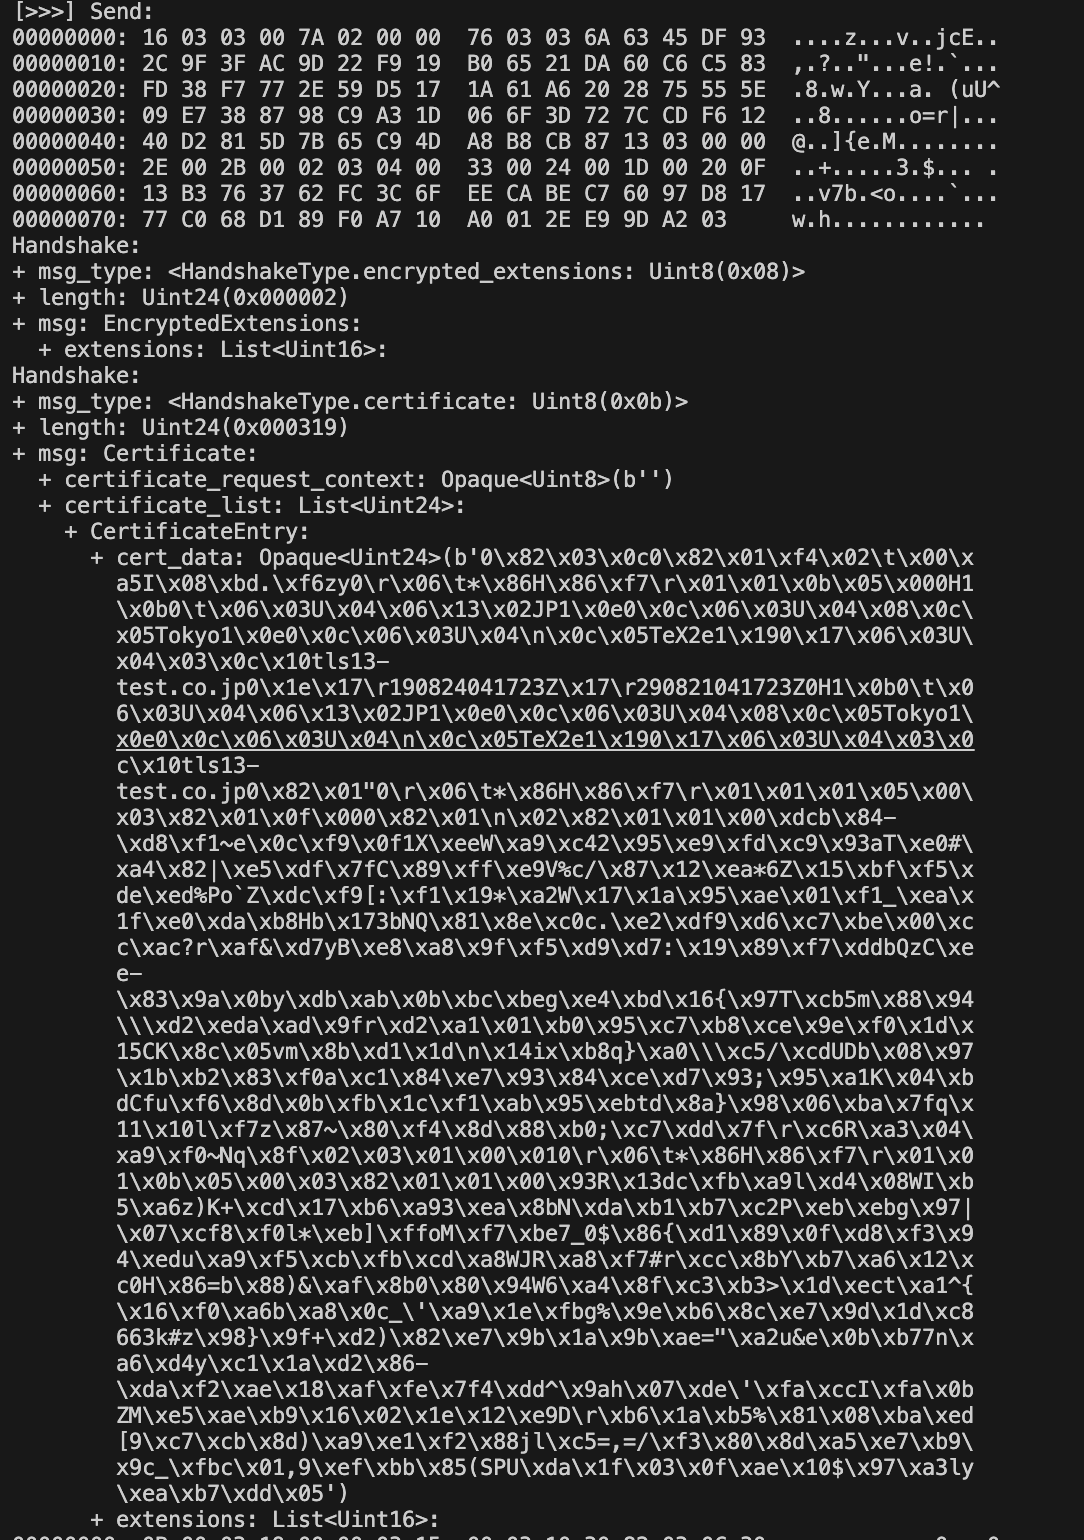 [>>>] Send:
00000000: 16 03 03 00 7A 02 00 00  76 03 03 6A 63 45 DF 93  ....z...v..jcE..
00000010: 2C 9F 3F AC 9D 22 F9 19  B0 65 21 DA 60 C6 C5 83  ,.?.."...e!.`...
00000020: FD 38 F7 77 2E 59 D5 17  1A 61 A6 20 28 75 55 5E  .8.w.Y...a. (uU^
00000030: 09 E7 38 87 98 C9 A3 1D  06 6F 3D 72 7C CD F6 12  ..8......o=r|...
00000040: 40 D2 81 5D 7B 65 C9 4D  A8 B8 CB 87 13 03 00 00  @..]{e.M........
00000050: 2E 00 2B 00 02 03 04 00  33 00 24 00 1D 00 20 0F  ..+.....3.$... .
00000060: 13 B3 76 37 62 FC 3C 6F  EE CA BE C7 60 97 D8 17  ..v7b.<o....`...
00000070: 77 C0 68 D1 89 F0 A7 10  A0 01 2E E9 9D A2 03     w.h............
Handshake:
+ msg_type: <HandshakeType.encrypted_extensions: Uint8(0x08)>
+ length: Uint24(0x000002)
+ msg: EncryptedExtensions:
  + extensions: List<Uint16>:
Handshake:
+ msg_type: <HandshakeType.certificate: Uint8(0x0b)>
+ length: Uint24(0x000319)
+ msg: Certificate:
  + certificate_request_context: Opaque<Uint8>(b'')
  + certificate_list: List<Uint24>:
    + CertificateEntry:
      + cert_data: Opaque<Uint24>(b'0\x82\x03\x0c0\x82\x01\xf4\x02\t\x00\x
        a5I\x08\xbd.\xf6zy0\r\x06\t*\x86H\x86\xf7\r\x01\x01\x0b\x05\x000H1
        \x0b0\t\x06\x03U\x04\x06\x13\x02JP1\x0e0\x0c\x06\x03U\x04\x08\x0c\
        x05Tokyo1\x0e0\x0c\x06\x03U\x04\n\x0c\x05TeX2e1\x190\x17\x06\x03U\
        x04\x03\x0c\x10tls13-
        test.co.jp0\x1e\x17\r190824041723Z\x17\r290821041723Z0H1\x0b0\t\x0
        6\x03U\x04\x06\x13\x02JP1\x0e0\x0c\x06\x03U\x04\x08\x0c\x05Tokyo1\
        x0e0\x0c\x06\x03U\x04\n\x0c\x05TeX2e1\x190\x17\x06\x03U\x04\x03\x0
        c\x10tls13-
        test.co.jp0\x82\x01"0\r\x06\t*\x86H\x86\xf7\r\x01\x01\x01\x05\x00\
        x03\x82\x01\x0f\x000\x82\x01\n\x02\x82\x01\x01\x00\xdcb\x84-
        \xd8\xf1~e\x0c\xf9\x0f1X\xeeW\xa9\xc42\x95\xe9\xfd\xc9\x93aT\xe0#\
        xa4\x82|\xe5\xdf\x7fC\x89\xff\xe9V%c/\x87\x12\xea*6Z\x15\xbf\xf5\x
        de\xed%Po`Z\xdc\xf9[:\xf1\x19*\xa2W\x17\x1a\x95\xae\x01\xf1_\xea\x
        1f\xe0\xda\xb8Hb\x173bNQ\x81\x8e\xc0c.\xe2\xdf9\xd6\xc7\xbe\x00\xc
        c\xac?r\xaf&\xd7yB\xe8\xa8\x9f\xf5\xd9\xd7:\x19\x89\xf7\xddbQzC\xe
        e-
        \x83\x9a\x0by\xdb\xab\x0b\xbc\xbeg\xe4\xbd\x16{\x97T\xcb5m\x88\x94
        \\\xd2\xeda\xad\x9fr\xd2\xa1\x01\xb0\x95\xc7\xb8\xce\x9e\xf0\x1d\x
        15CK\x8c\x05vm\x8b\xd1\x1d\n\x14ix\xb8q}\xa0\\\xc5/\xcdUDb\x08\x97
        \x1b\xb2\x83\xf0a\xc1\x84\xe7\x93\x84\xce\xd7\x93;\x95\xa1K\x04\xb
        dCfu\xf6\x8d\x0b\xfb\x1c\xf1\xab\x95\xebtd\x8a}\x98\x06\xba\x7fq\x
        11\x10l\xf7z\x87~\x80\xf4\x8d\x88\xb0;\xc7\xdd\x7f\r\xc6R\xa3\x04\
        xa9\xf0~Nq\x8f\x02\x03\x01\x00\x010\r\x06\t*\x86H\x86\xf7\r\x01\x0
        1\x0b\x05\x00\x03\x82\x01\x01\x00\x93R\x13dc\xfb\xa9l\xd4\x08WI\xb
        5\xa6z)K+\xcd\x17\xb6\xa93\xea\x8bN\xda\xb1\xb7\xc2P\xeb\xebg\x97|
        \x07\xcf8\xf0l*\xeb]\xffoM\xf7\xbe7_0$\x86{\xd1\x89\x0f\xd8\xf3\x9
        4\xedu\xa9\xf5\xcb\xfb\xcd\xa8WJR\xa8\xf7#r\xcc\x8bY\xb7\xa6\x12\x
        c0H\x86=b\x88)&\xaf\x8b0\x80\x94W6\xa4\x8f\xc3\xb3>\x1d\xect\xa1^{
        \x16\xf0\xa6b\xa8\x0c_\'\xa9\x1e\xfbg%\x9e\xb6\x8c\xe7\x9d\x1d\xc8
        663k#z\x98}\x9f+\xd2)\x82\xe7\x9b\x1a\x9b\xae="\xa2u&e\x0b\xb77n\x
        a6\xd4y\xc1\x1a\xd2\x86-
        \xda\xf2\xae\x18\xaf\xfe\x7f4\xdd^\x9ah\x07\xde\'\xfa\xccI\xfa\x0b
        ZM\xe5\xae\xb9\x16\x02\x1e\x12\xe9D\r\xb6\x1a\xb5%\x81\x08\xba\xed
        [9\xc7\xcb\x8d)\xa9\xe1\xf2\x88jl\xc5=,=/\xf3\x80\x8d\xa5\xe7\xb9\
        x9c_\xfbc\x01,9\xef\xbb\x85(SPU\xda\x1f\x03\x0f\xae\x10$\x97\xa3ly
        \xea\xb7\xdd\x05')
      + extensions: List<Uint16>: